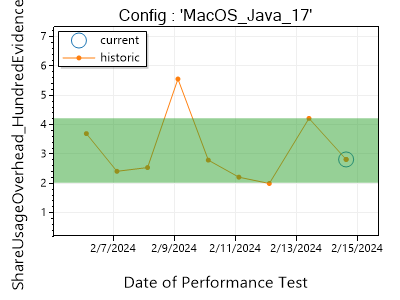 Config : 'MacOS_Java_17'
current
historic
ShareUsageOverhead_HundredEvidence
7
6
5
4
3
2
1
2/7/2024
2/9/2024
2/11/2024
2/13/2024
2/15/2024
Date of Performance Test